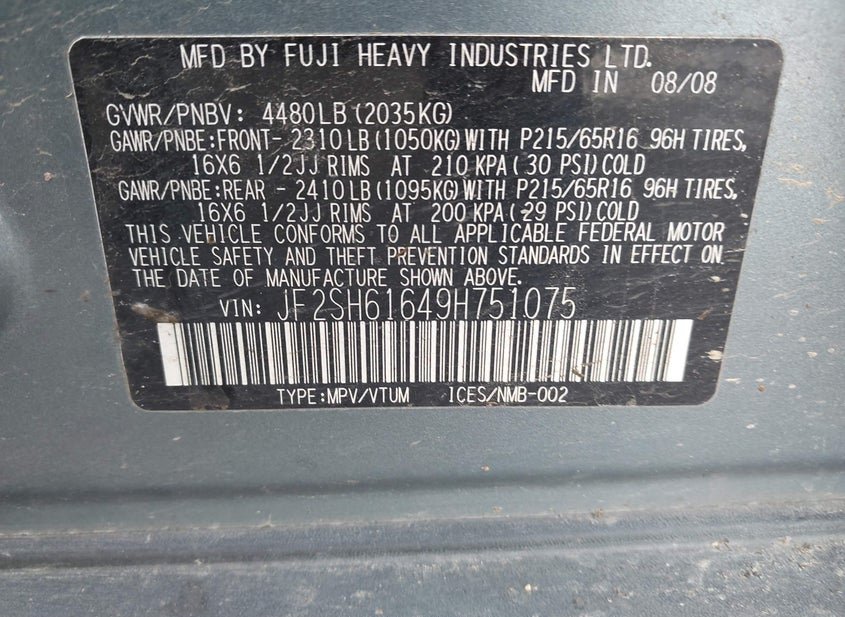 MFD BY FUJI HEAVY INDUSTRIES LTD.
MFD IN 08/08
GVWR/PNBV: 4480LB (2035KG)
GAWR/PNBE:FRONT- 2310LB (1050KG) WITH P215/65R16 96H TIRES,
16X6 1/2JJ RIMS AT 210 KPA ( 30 PSI) COLD
GAWR/PNBE:REAR - 2410LB (1095KG) WITH P215/65R16 96H TIRES,
16X6 1/2JJ RIMS AT 200 KPA ( 29 PSI) COLD
THIS VEHICLE CONFORMS TO ALL APPLICABLE FEDERAL MOTOR
VEHICLE SAFETY AND THEFT PREVENTION STANDARDS IN EFFECT ON
THE DATE OF MANUFACTURE SHOWN ABOVE.
VIN: JF2SH61649H751075
TYPE:MPV/VTUM ICES/NMB-002